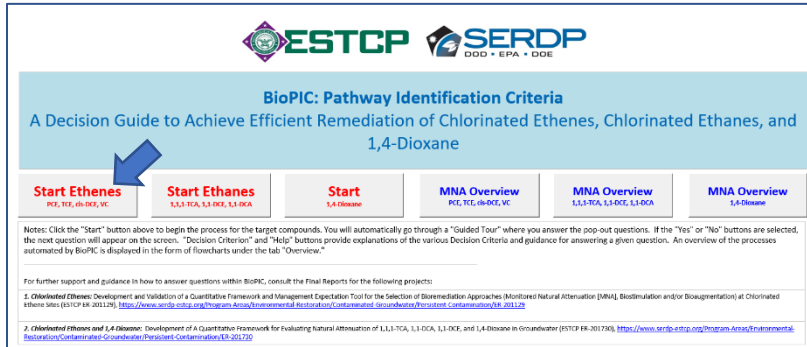 ESTCP SERDP
DOD • EPA • DOE
BioPIC: Pathway Identification Criteria
A Decision Guide to Achieve Efficient Remediation of Chlorinated Ethenes, Chlorinated Ethanes, and
1,4-Dioxane
Start Ethenes
PCE, TCE, cis-DCE, VC
Start Ethanes
1,1,1-TCA, 1,1-DCE, 1,1-DCA
Start
1,4-Dioxane
MNA Overview
PCE, TCE, cis-DCE, VC
MNA Overview
1,1,1-TCA, 1,1-DCE, 1,1-DCA
MNA Overview
1,4-Dioxane
Notes: Click the "Start" button above to begin the process for the target compounds. You will automatically go through a "Guided Tour" where you answer the pop-out questions. If the "Yes" or "No" buttons are selected,
the next question will appear on the screen. "Decision Criterion" and "Help" buttons provide explanations of the various Decision Criteria and guidance for answering a given question. An overview of the processes
automated by BioPIC is displayed in the form of flowcharts under the tab "Overview."
For further support and guidance in how to answer questions within BioPIC, consult the Final Reports for the following projects:
1. Chlorinated Ethenes: Development and Validation of a Quantitative Framework and Management Expectation Tool for the Selection of Bioremediation Approaches (Monitored Natural Attenuation [MNA], Biostimulation and/or Bioaugmentation) at Chlorinated
Ethene Sites (ESTCP ER-201129), https://www.serdp-estcp.org/Program-Areas/Environmental-Restoration/Contaminated-Groundwater/Persistent-Contamination/ER-201129
2. Chlorinated Ethanes and 1,4-Dioxane: Development of A Quantitative Framework for Evaluating Natural Attenuation of 1,1,1-TCA, 1,1-DCA, 1,1-DCE, and 1,4-Dioxane in Groundwater (ESTCP ER-201730), https://www.serdp-estcp.org/Program-Areas/Environmental-
Restoration/Contaminated-Groundwater/Persistent-Contamination/ER-201730